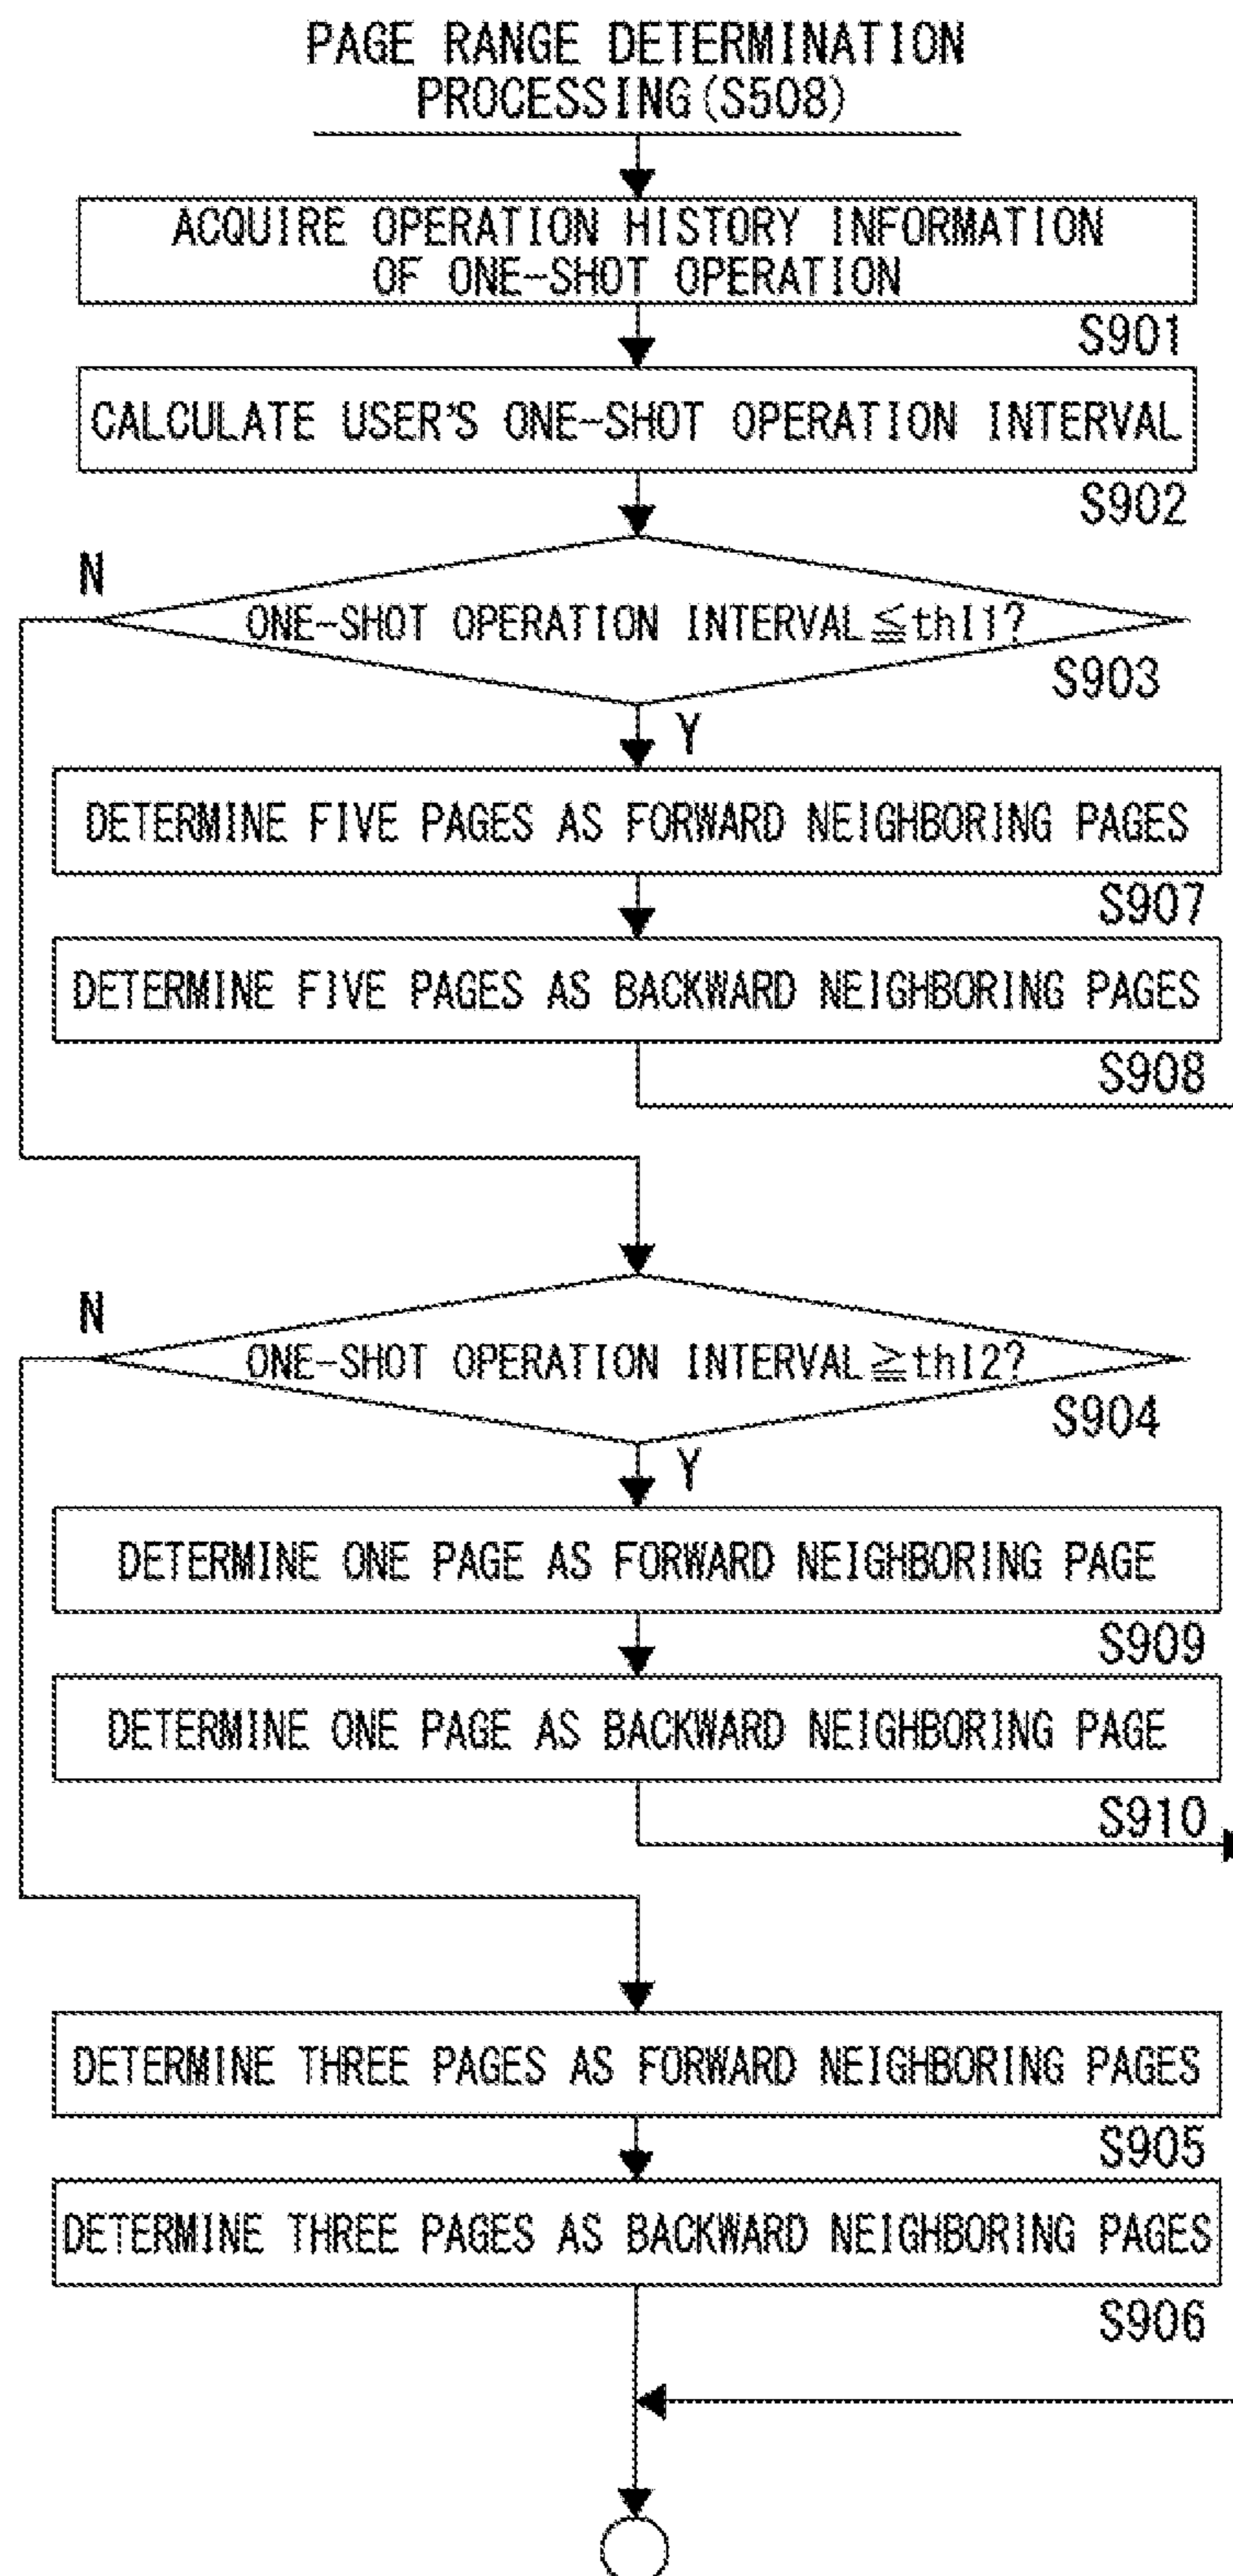 PAGE RANGE DETERMINATION
PROCESSING(S508)
ACQUIRE OPERATION HISTORY INFORMATION
OF ONE-SHOT OPERATION
S901
CALCULATE USER'S ONE-SHOT OPERATION INTERVAL
S902
N
ONE-SHOT OPERATION INTERVAL≦thI1?
S903
Y
DETERMINE FIVE PAGES AS FORWARD NEIGHBORING PAGES
S907
DETERMINE FIVE PAGES AS BACKWARD NEIGHBORING PAGES
S908
N
ONE-SHOT OPERATION INTERVAL≧thI2?
S904
Y
DETERMINE ONE PAGE AS FORWARD NEIGHBORING PAGE
S909
DETERMINE ONE PAGE AS BACKWARD NEIGHBORING PAGE
S910
DETERMINE THREE PAGES AS FORWARD NEIGHBORING PAGES
S905
DETERMINE THREE PAGES AS BACKWARD NEIGHBORING PAGES
S906